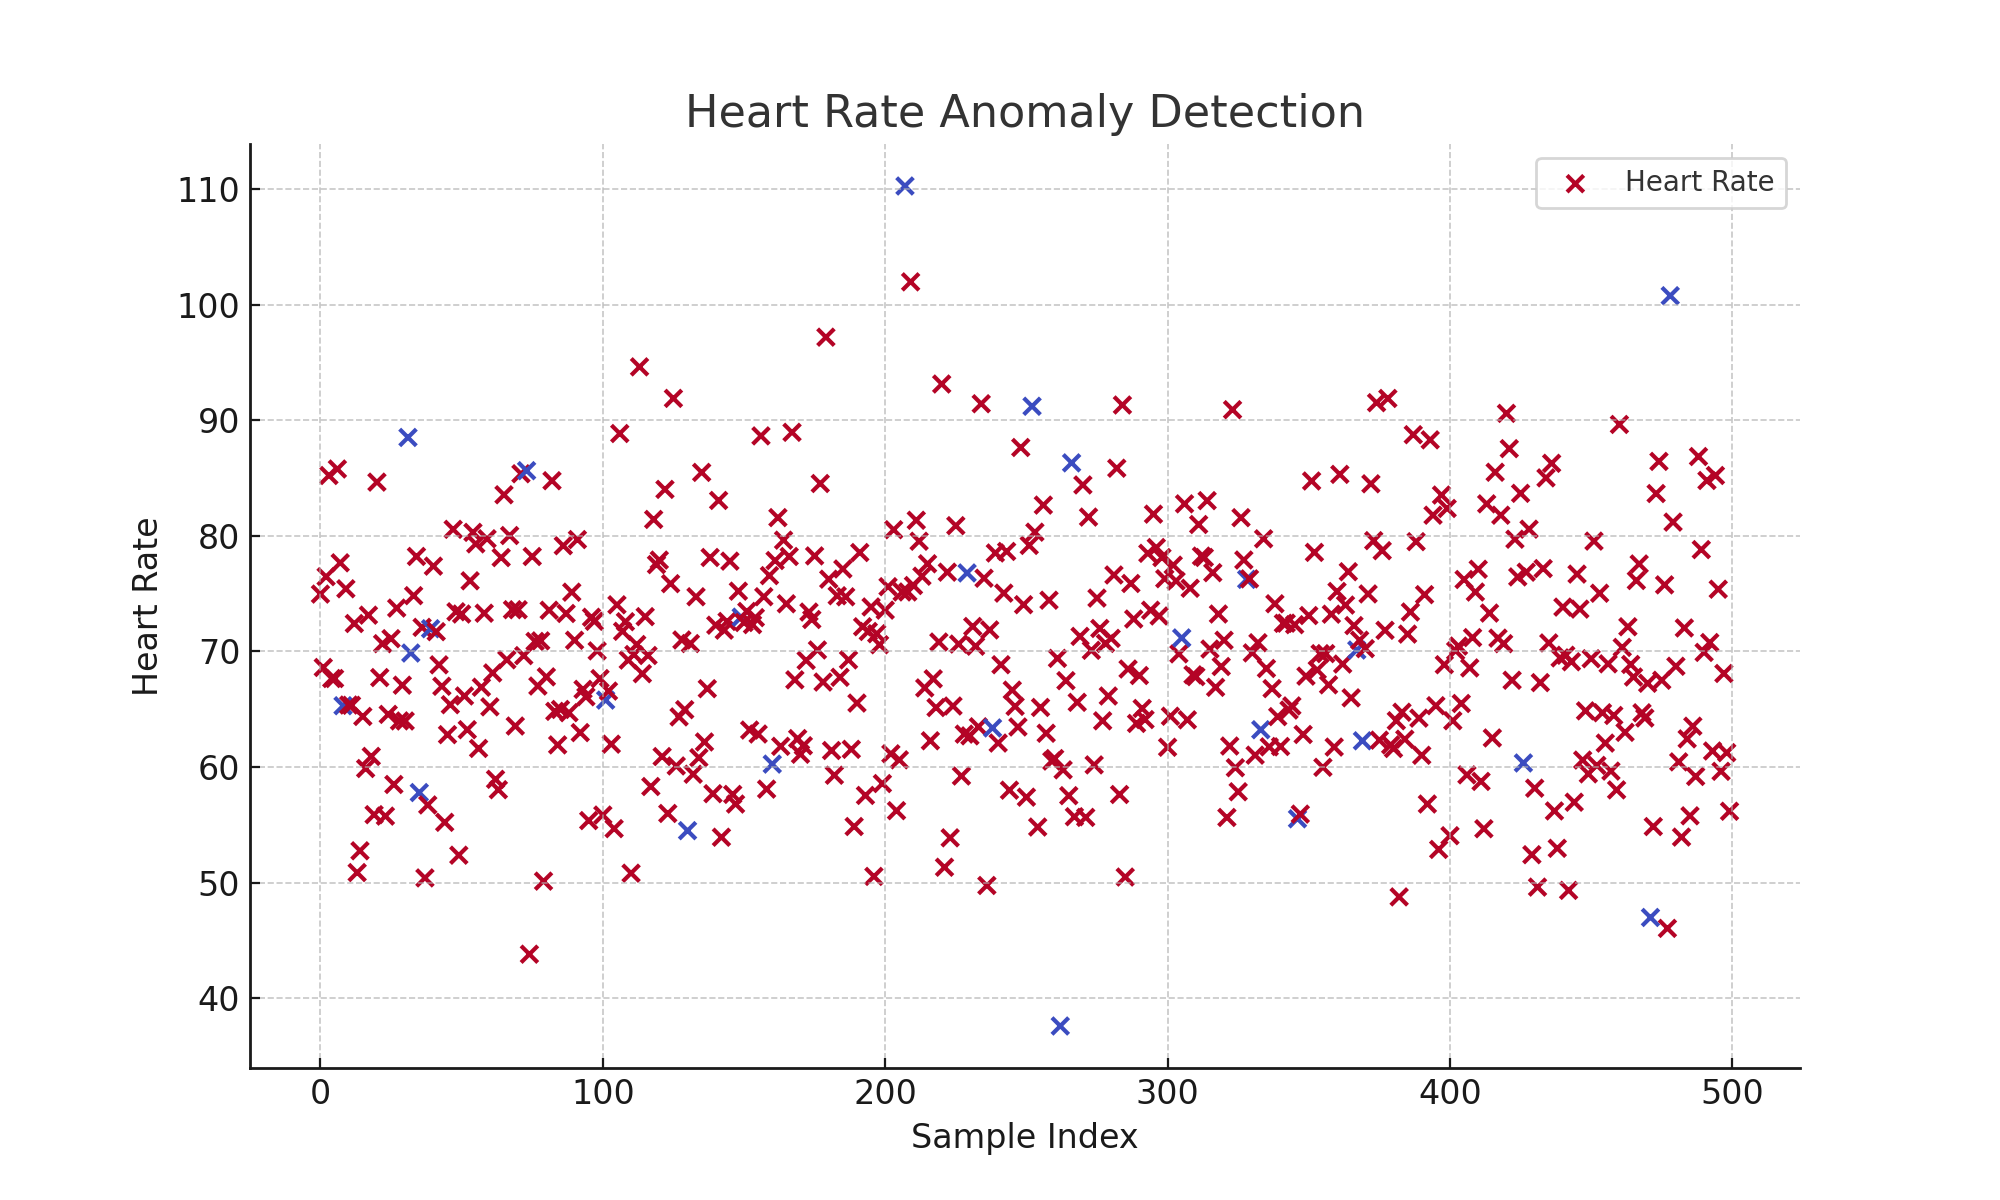 Heart Rate Anomaly Detection
Heart Rate
110
100
90
80
70
60
50
40
Heart Rate
0 100 200 300 400 500
Sample Index